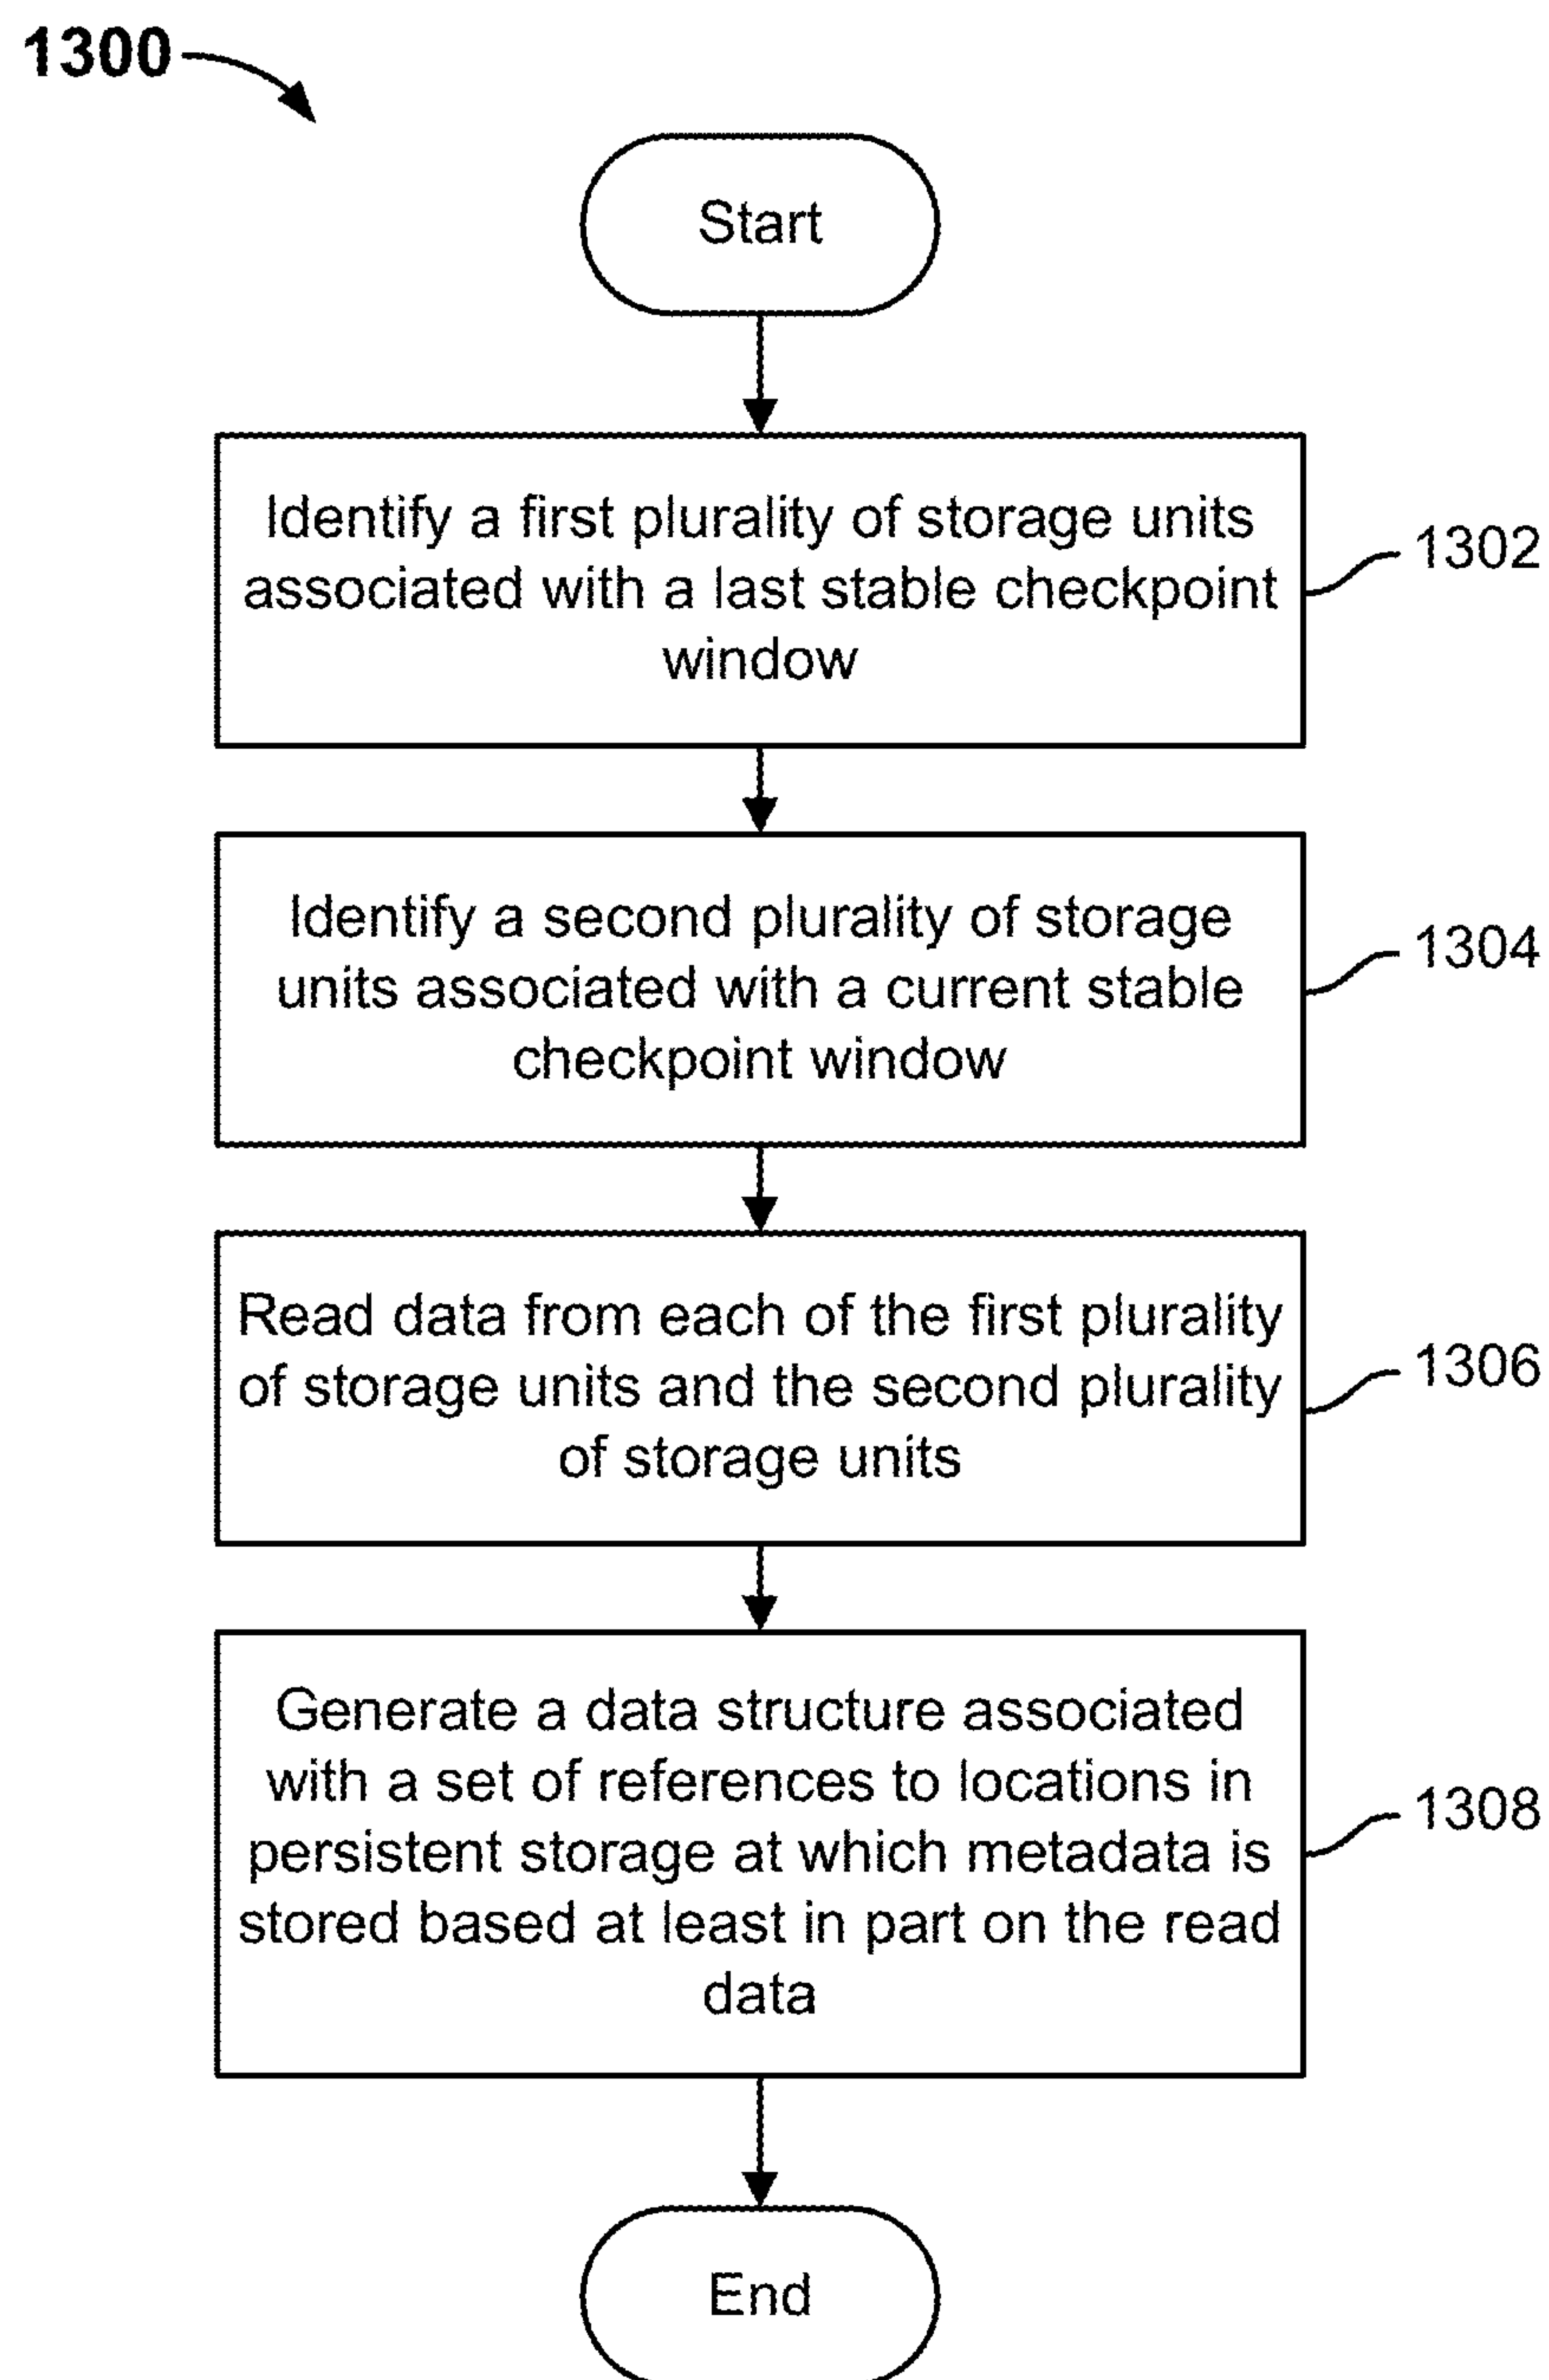 1300
Start
Identify a first plurality of storage units
associated with a last stable checkpoint
window
1302
Identify a second plurality of storage
units associated with a current stable
checkpoint window
1304
Read data from each of the first plurality
of storage units and the second plurality
of storage units
1306
Generate a data structure associated
with a set of references to locations in
persistent storage at which metadata is
stored based at least in part on the read
data
1308
End